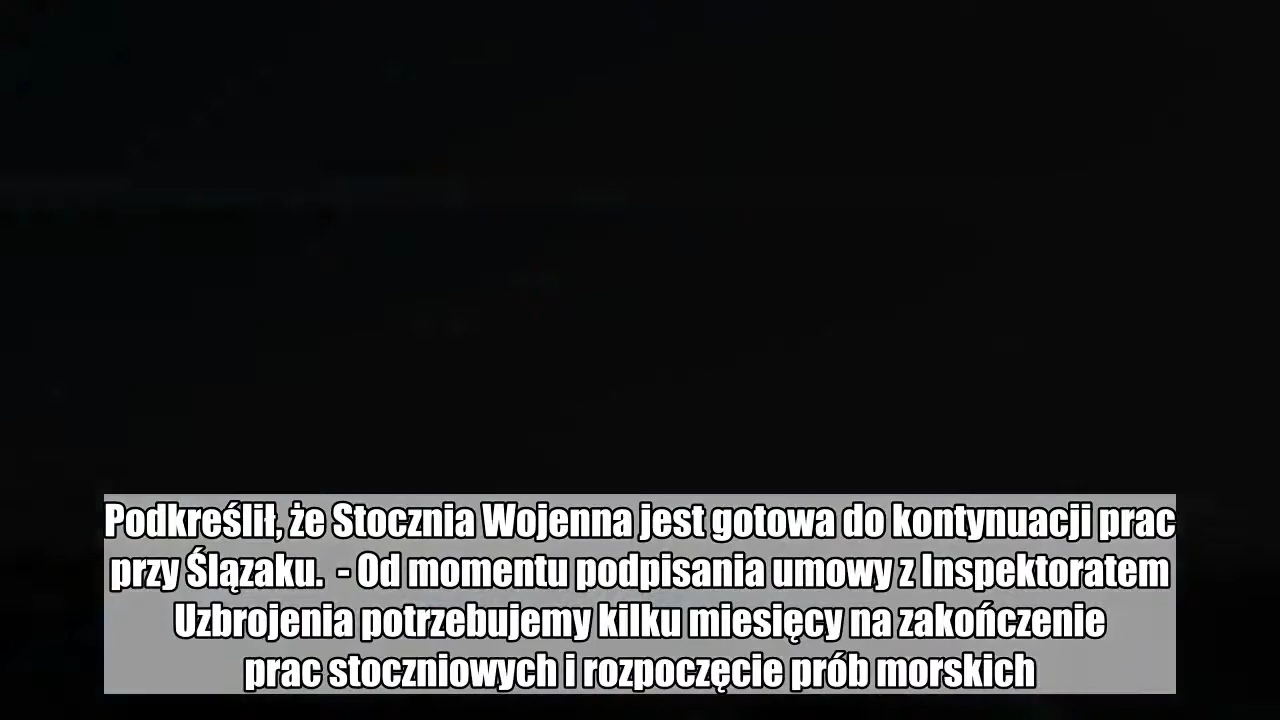 Podkreślił, że Stocznia Wojenna jest gotowa do kontynuacji prac
przy Ślązaku.  - Od momentu podpisania umowy z Inspektoratem
Uzbrojenia potrzebujemy kilku miesięcy na zakończenie
prac stoczniowych i rozpoczęcie prób morskich